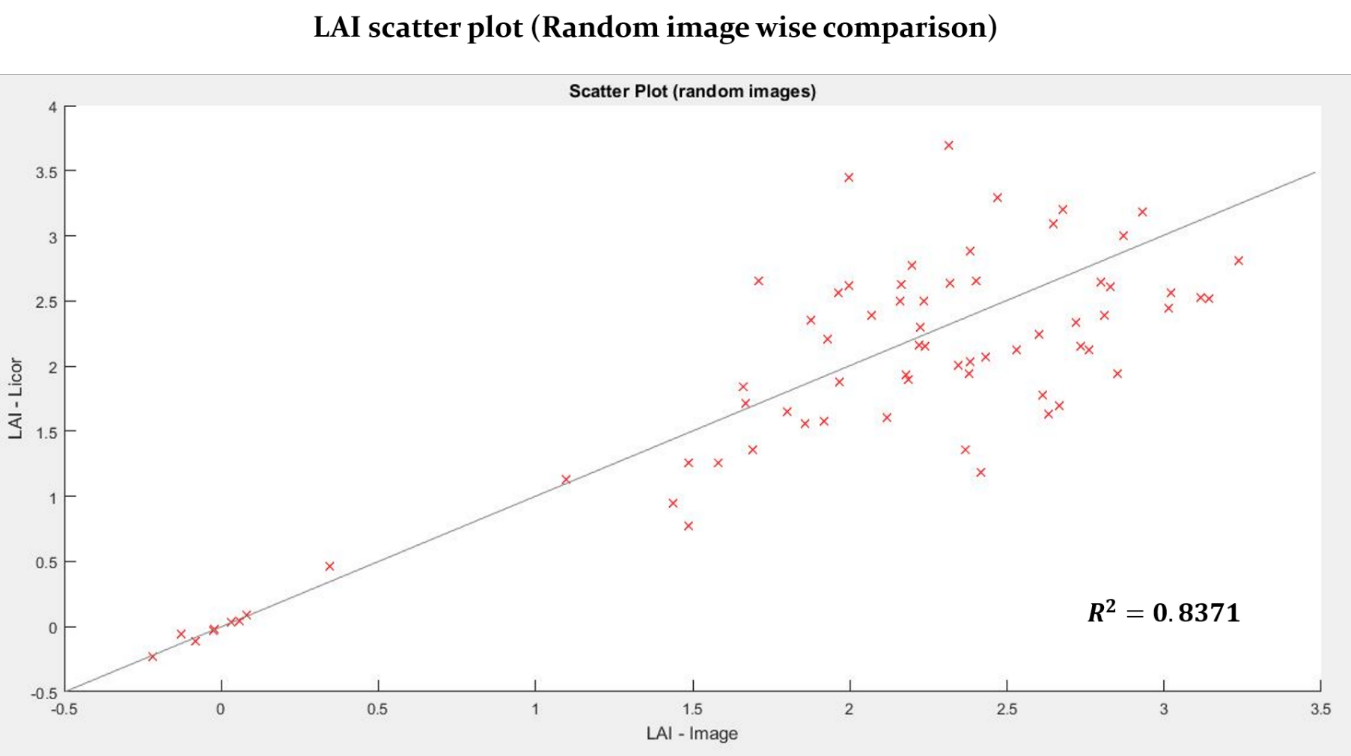 LAI scatter plot (Random image wise comparison)
Scatter Plot (random images)
4
3.5
3
2.5
2
1.5
1
0.5
0
-0.5
LAI - Licor
R² = 0.8371
-0.5 0 0.5 1 1.5 2 2.5 3 3.5
LAI - Image